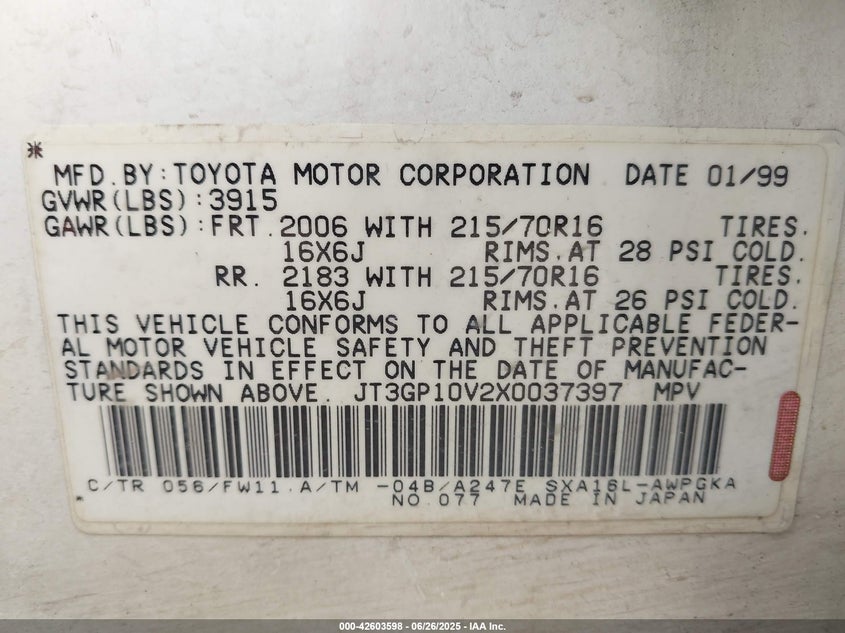 MFD. BY: TOYOTA MOTOR CORPORATION DATE 01/99
GVWR(LBS):3915
GAWR(LBS):FRT. 2006 WITH 215/70R16 TIRES.
16X6J RIMS. AT 28 PSI COLD.
RR. 2183 WITH 215/70R16 TIRES.
16X6J RIMS. AT 26 PSI COLD.
THIS VEHICLE CONFORMS TO ALL APPLICABLE FEDER-
AL MOTOR VEHICLE SAFETY AND THEFT PREVENTION
STANDARDS IN EFFECT ON THE DATE OF MANUFAC-
TURE SHOWN ABOVE. JT3GP10V2X0037397 MPV
C/TR 056/FW11. A/TM -04B/A247E SXA16L-AWPGKA
NO.077 MADE IN JAPAN
000-42603598 - 06/26/2025 - IAA Inc.